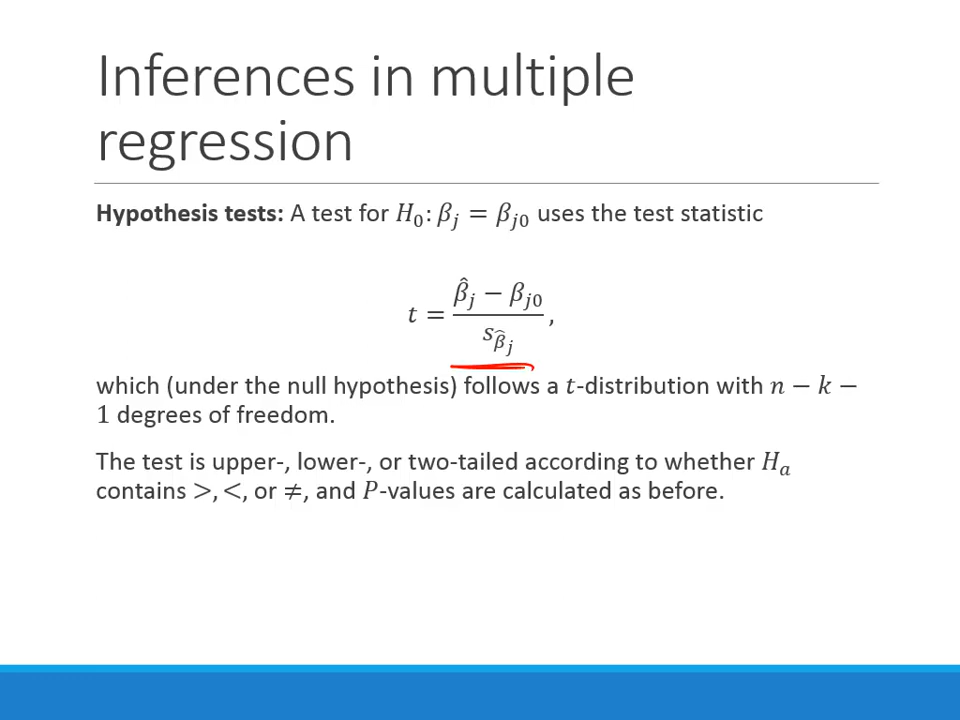 Inferences in multiple
regression
Hypothesis tests: A test for H₀: βⱼ = βⱼ₀ uses the test statistic
t = (β̂ⱼ − βⱼ₀) / s_β̂ⱼ ,
which (under the null hypothesis) follows a t-distribution with n − k −
1 degrees of freedom.
The test is upper-, lower-, or two-tailed according to whether Hₐ
contains >, <, or ≠, and P-values are calculated as before.